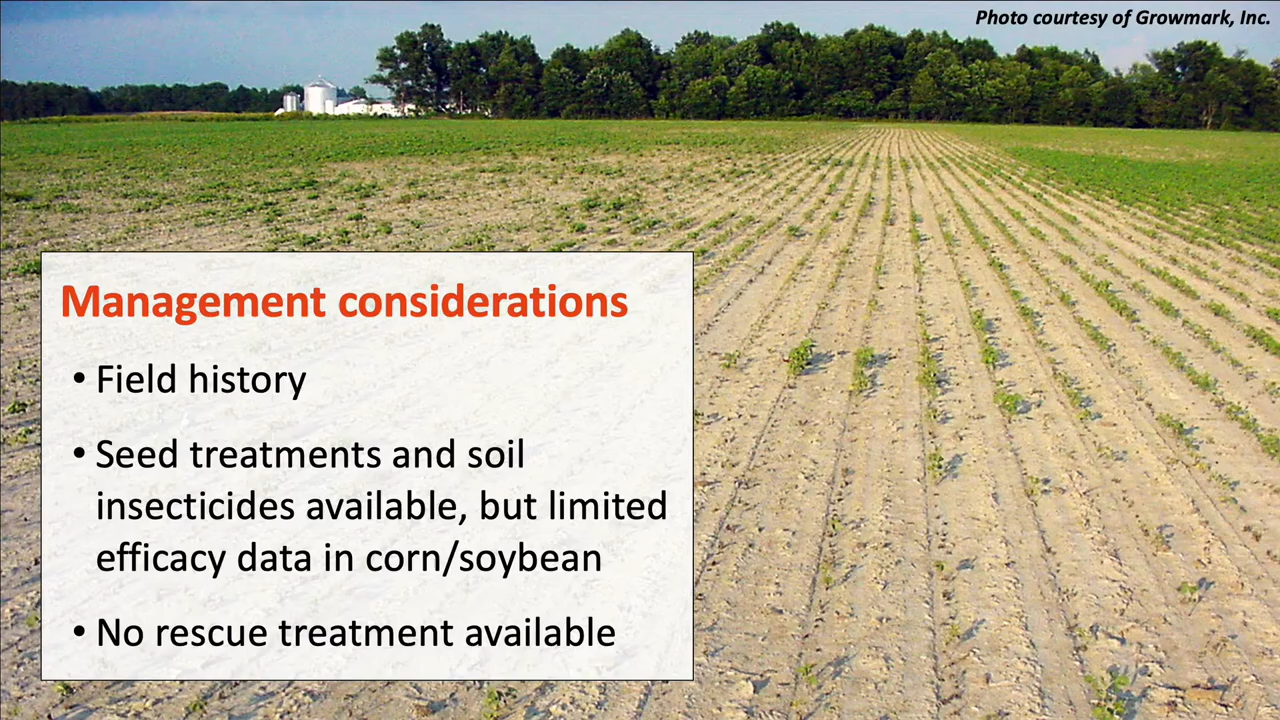 Photo courtesy of Growmark, Inc.
Management considerations
• Field history
• Seed treatments and soil
insecticides available, but limited
efficacy data in corn/soybean
• No rescue treatment available